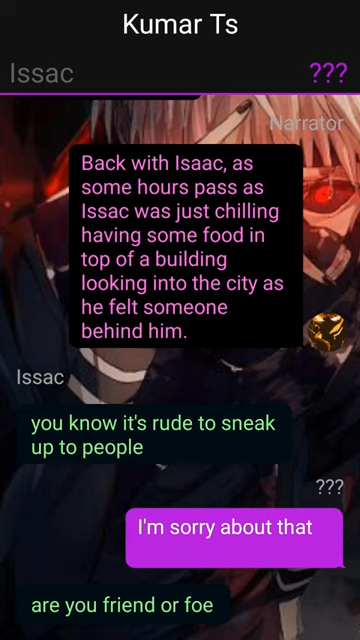 Kumar Ts
Issac
???
Narrator
Back with Isaac, as
some hours pass as
Issac was just chilling
having some food in
top of a building
looking into the city as
he felt someone
behind him.
Issac
you know it's rude to sneak
up to people
???
I'm sorry about that
are you friend or foe